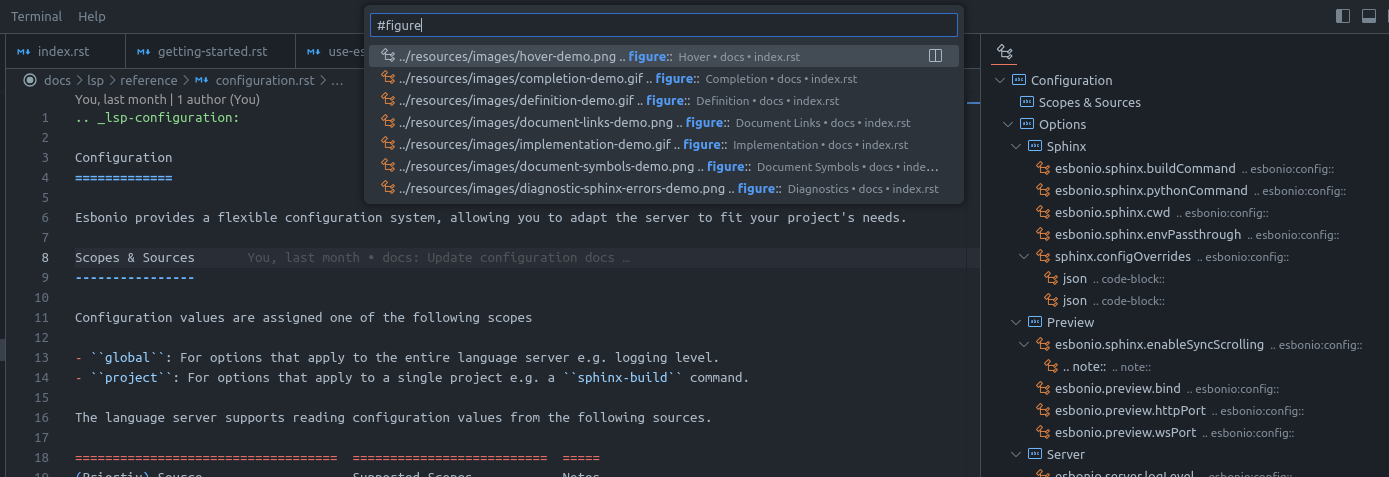 Terminal Help
#figure
../resources/images/hover-demo.png .. figure:: Hover • docs • index.rst
../resources/images/completion-demo.gif .. figure:: Completion • docs • index.rst
../resources/images/definition-demo.gif .. figure:: Definition • docs • index.rst
../resources/images/document-links-demo.png .. figure:: Document Links • docs • index.rst
../resources/images/implementation-demo.gif .. figure:: Implementation • docs • index.rst
../resources/images/document-symbols-demo.png .. figure:: Document Symbols • docs • inde…
../resources/images/diagnostic-sphinx-errors-demo.png .. figure:: Diagnostics • docs • index.rst
index.rst
getting-started.rst
use-es
docs > lsp > reference > configuration.rst > …
You, last month | 1 author (You)
1 .. _lsp-configuration:
2
3 Configuration
4 =============
5
6 Esbonio provides a flexible configuration system, allowing you to adapt the server to fit your project's needs.
7
8 Scopes & Sources You, last month • docs: Update configuration docs …
9 ----------------
10
11 Configuration values are assigned one of the following scopes
12
13 - ``global``: For options that apply to the entire language server e.g. logging level.
14 - ``project``: For options that apply to a single project e.g. a ``sphinx-build`` command.
15
16 The language server supports reading configuration values from the following sources.
17
18 =================================== ========================== =====
19 (Priority) Source Supported Scopes Notes
Configuration
Scopes & Sources
Options
Sphinx
esbonio.sphinx.buildCommand .. esbonio:config::
esbonio.sphinx.pythonCommand .. esbonio:config::
esbonio.sphinx.cwd .. esbonio:config::
esbonio.sphinx.envPassthrough .. esbonio:config::
sphinx.configOverrides .. esbonio:config::
json .. code-block::
json .. code-block::
Preview
esbonio.sphinx.enableSyncScrolling .. esbonio:config::
.. note:: .. note::
esbonio.preview.bind .. esbonio:config::
esbonio.preview.httpPort .. esbonio:config::
esbonio.preview.wsPort .. esbonio:config::
Server
esbonio.server.logLevel .. esbonio:config::